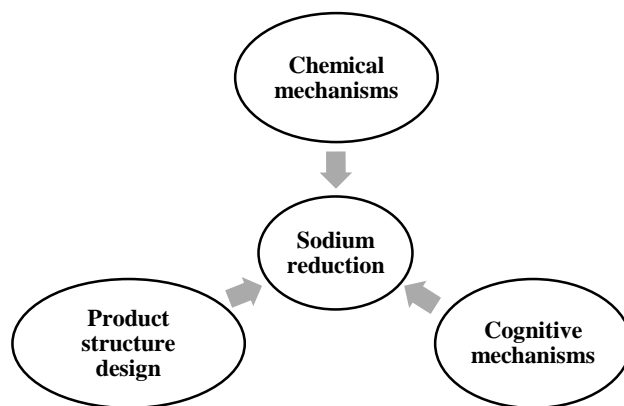 Chemical
mechanisms
Sodium
reduction
Product
structure
design
Cognitive
mechanisms